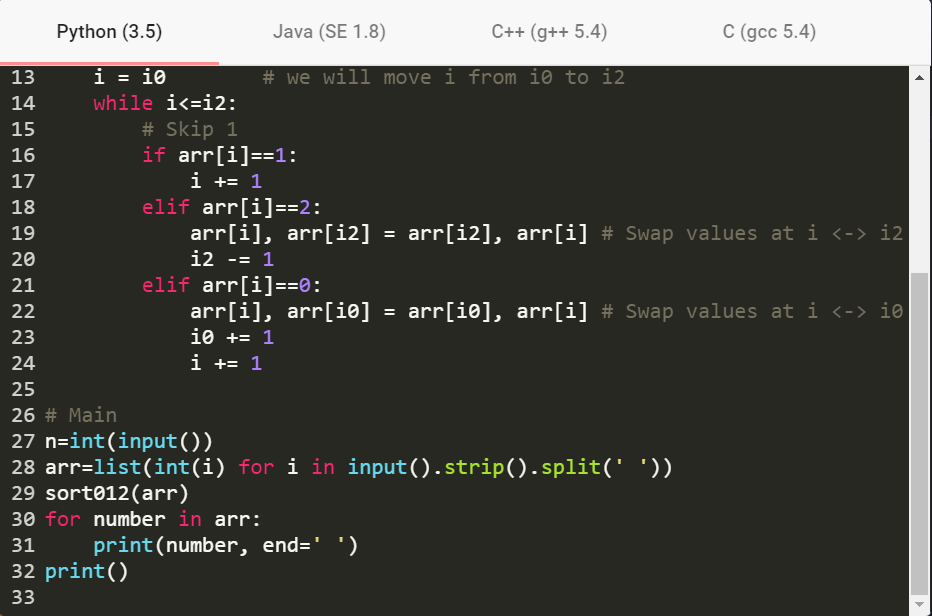 Python (3.5) Java (SE 1.8) C++ (g++ 5.4) C (gcc 5.4)
13     i = i0        # we will move i from i0 to i2
14     while i<=i2:
15         # Skip 1
16         if arr[i]==1:
17             i += 1
18         elif arr[i]==2:
19             arr[i], arr[i2] = arr[i2], arr[i] # Swap values at i <-> i2
20             i2 -= 1
21         elif arr[i]==0:
22             arr[i], arr[i0] = arr[i0], arr[i] # Swap values at i <-> i0
23             i0 += 1
24             i += 1
25
26 # Main
27 n=int(input())
28 arr=list(int(i) for i in input().strip().split(' '))
29 sort012(arr)
30 for number in arr:
31     print(number, end=' ')
32 print()
33